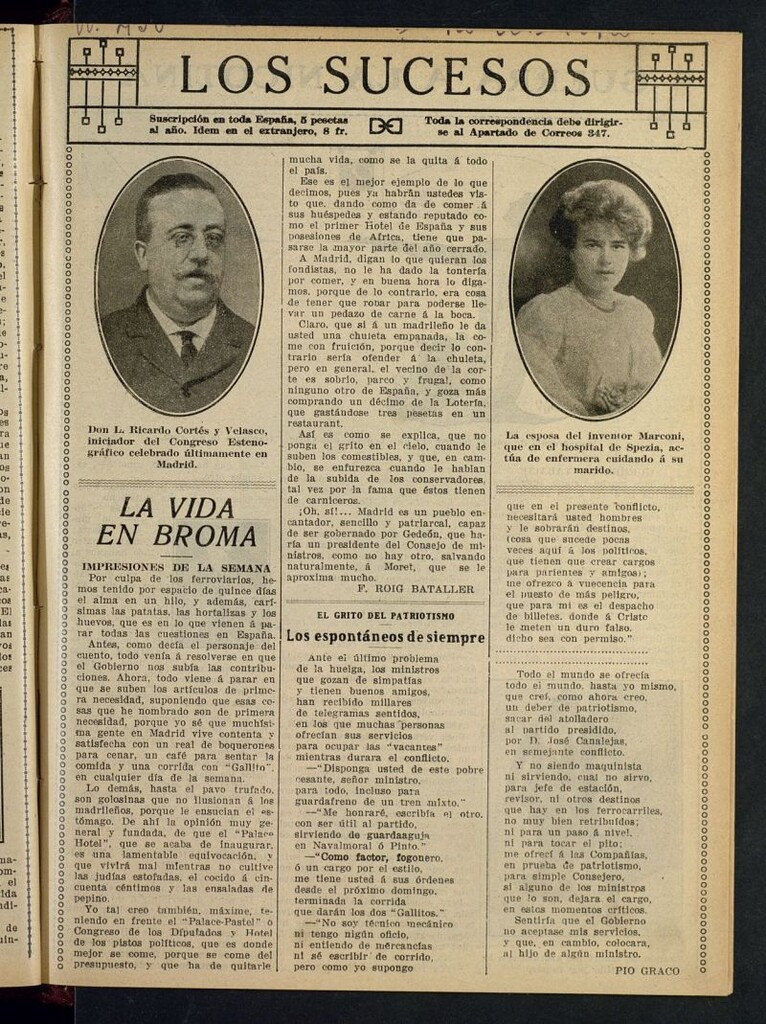 LOS SUCESOS
Suscripción en toda España, 5 pesetas
al año. Idem en el extranjero, 8 fr.
Toda la correspondencia debe dirigir-
se al Apartado de Correos 347.
Don L. Ricardo Cortés y Velasco,
iniciador del Congreso Esteno-
gráfico celebrado últimamente en
Madrid.
LA VIDA
EN BROMA
IMPRESIONES DE LA SEMANA
Por culpa de los ferroviarios, he-
mos tenido por espacio de quince días
el alma en un hilo, y además, carí-
simas las patatas, las hortalizas y los
huevos, que es en lo que vienen á pa-
rar todas las cuestiones en España.
Antes, como decía el personaje del
cuento, todo venía á resolverse en que
el Gobierno nos subía las contribu-
ciones. Ahora, todo viene á parar en
que se suben los artículos de prime-
ra necesidad, suponiendo que esas co-
sas que he nombrado son de primera
necesidad, porque yo sé que muchísi-
ma gente en Madrid vive contenta y
satisfecha con un real de boquerones
para cenar, un café para sentar la
comida y una corrida con "Gallito".
en cualquier día de la semana.
Lo demás, hasta el pavo trufado,
son golosinas que no ilusionan á los
madrileños, porque le ensucian el es-
tómago. De ahí la opinión muy ge-
neral y fundada, de que el "Palace
Hotel", que se acaba de inaugurar,
es una lamentable equivocación, y
que vivirá mal mientras no cultive
las judías estofadas, el cocido á cin-
cuenta céntimos y las ensaladas de
pepino.
Yo tal creo también, máxime, te-
niendo en frente el "Palace-Pastel" ó
Congreso de los Diputados y Hotel
de los pistos políticos, que es donde
mejor se come, porque se come del
presupuesto, y que ha de quitarle
mucha vida, como se la quita á todo
el país.
Ese es el mejor ejemplo de lo que
decimos, pues ya habrán ustedes vis-
to que, dando como da de comer á
sus huéspedes y estando reputado co-
mo el primer Hotel de España y sus
posesiones de Africa, tiene que pa-
sarse la mayor parte del año cerrado.
A Madrid, digan lo que quieran los
fondistas, no le ha dado la tontería
por comer, y en buena hora lo diga-
mos, porque de lo contrario, era cosa
de tener que robar para poderse lle-
var un pedazo de carne á la boca.
Claro, que si á un madrileño le da
usted una chuleta empanada, la co-
me con fruición, porque decir lo con-
trario sería ofender á la chuleta,
pero en general, el vecino de la cor-
te es sobrio, parco y frugal, como
ninguno otro de España, y goza más
comprando un décimo de la Lotería,
que gastándose tres pesetas en un
restaurant.
Así es como se explica, que no
ponga el grito en el cielo, cuando le
suben los comestibles, y que, en cam-
bio, se enfurezca cuando le hablan
de la subida de los conservadores,
tal vez por la fama que éstos tienen
de carniceros.
¡Oh, sí!... Madrid es un pueblo en-
cantador, sencillo y patriarcal, capaz
de ser gobernado por Gedeón, que ha-
ría un presidente del Consejo de mi-
nistros, como no hay otro, salvando
naturalmente, á Moret, que se le
aproxima mucho.
F. ROIG BATALLER
EL GRITO DEL PATRIOTISMO
Los espontáneos de siempre
Ante el último problema
de la huelga, los ministros
que gozan de simpatías
y tienen buenos amigos,
han recibido millares
de telegramas sentidos,
en los que muchas personas
ofrecían sus servicios
para ocupar las "vacantes"
mientras durara el conflicto.
—"Disponga usted de este pobre
cesante, señor ministro,
para todo, incluso para
guardafreno de un tren mixto."
—"Me honraré, escribía el otro,
con ser útil al partido,
sirviendo de guardaaguja
en Navalmoral ó Pinto."
—"Como factor, fogonero,
ó un cargo por el estilo,
me tiene usted á sus órdenes
desde el próximo domingo,
terminada la corrida
que darán los dos "Gallitos."
—"No soy técnico mecánico
ni tengo nigún oficio,
ni entiendo de mercancías
ni sé escribir de corrido,
pero como yo supongo
La esposa del inventor Marconi,
que en el hospital de Spezia, ac-
túa de enfermera cuidando á su
marido.
que en el presente conflicto,
necesitará usted hombres
y le sobrarán destinos,
(cosa que sucede pocas
veces aquí á los políticos,
que tienen que crear cargos
para parientes y amigos);
me ofrezco á vuecencia para
el puesto de más peligro,
que para mí es el despacho
de billetes, donde á Cristo
le meten un duro falso,
dicho sea con permiso."
Todo el mundo se ofrecía
todo el mundo, hasta yo mismo,
que creí, como ahora creo,
un deber de patriotismo,
sacar del atolladero
al partido presidido,
por D. José Canalejas,
en semejante conflicto.
Y no siendo maquinista
ni sirviendo, cual no sirvo,
para jefe de estación,
revisor, ni otros destinos
que hay en los ferrocarriles,
no muy bien retribuídos;
ni para un paso á nivel,
ni para tocar el pito;
me ofrecí á las Compañías,
en prueba de patriotismo,
para simple Consejero,
si alguno de los ministros
que lo son, dejara el cargo,
en estos momentos críticos.
Sentiría que el Gobierno
no aceptase mis servicios,
y que, en cambio, colocara,
al hijo de algún ministro.
PIO GRACO